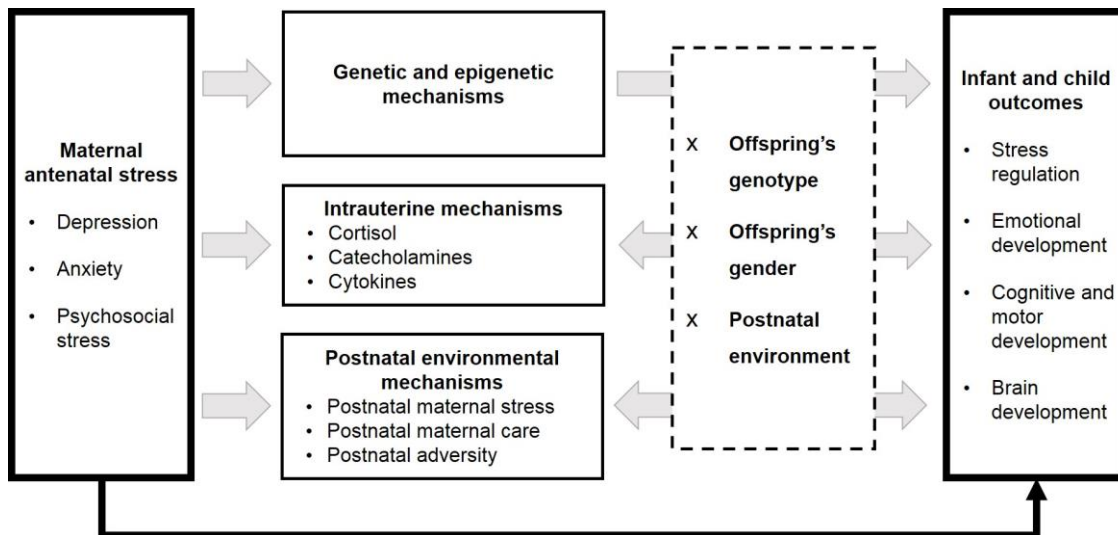 Maternal
antenatal stress
• Depression
• Anxiety
• Psychosocial
stress
Genetic and epigenetic
mechanisms
Intrauterine mechanisms
• Cortisol
• Catecholamines
• Cytokines
Postnatal environmental
mechanisms
• Postnatal maternal stress
• Postnatal maternal care
• Postnatal adversity
x Offspring's
genotype
x Offspring's
gender
x Postnatal
environment
Infant and child
outcomes
• Stress
regulation
• Emotional
development
• Cognitive and
motor
development
• Brain
development